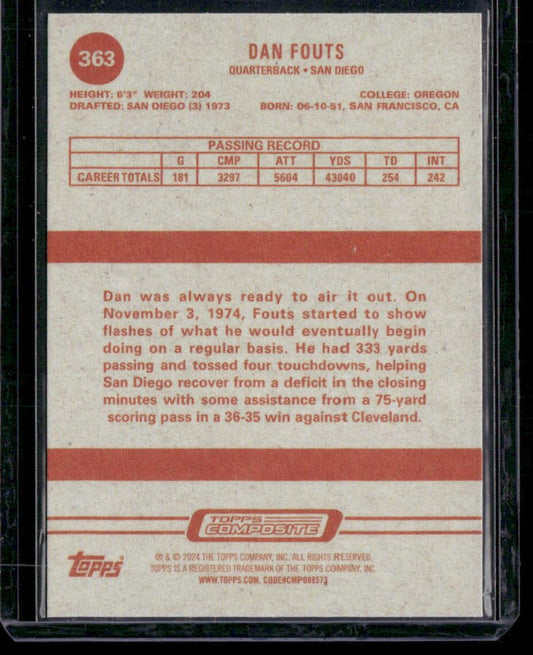 363
DAN FOUTS
QUARTERBACK • SAN DIEGO
HEIGHT: 6'3" WEIGHT: 204 COLLEGE: OREGON
DRAFTED: SAN DIEGO (3) 1973 BORN: 06-10-51, SAN FRANCISCO, CA
PASSING RECORD
G CMP ATT YDS TD INT
CAREER TOTALS 181 3297 5604 43040 254 242
Dan was always ready to air it out. On
November 3, 1974, Fouts started to show
flashes of what he would eventually begin
doing on a regular basis. He had 333 yards
passing and tossed four touchdowns, helping
San Diego recover from a deficit in the closing
minutes with some assistance from a 75-yard
scoring pass in a 36-35 win against Cleveland.
TOPPS
COMPOSITE
Topps
℗ & © 2024 THE TOPPS COMPANY, INC. ALL RIGHTS RESERVED.
TOPPS IS A REGISTERED TRADEMARK OF THE TOPPS COMPANY, INC.
WWW.TOPPS.COM. CODE#CMP088573